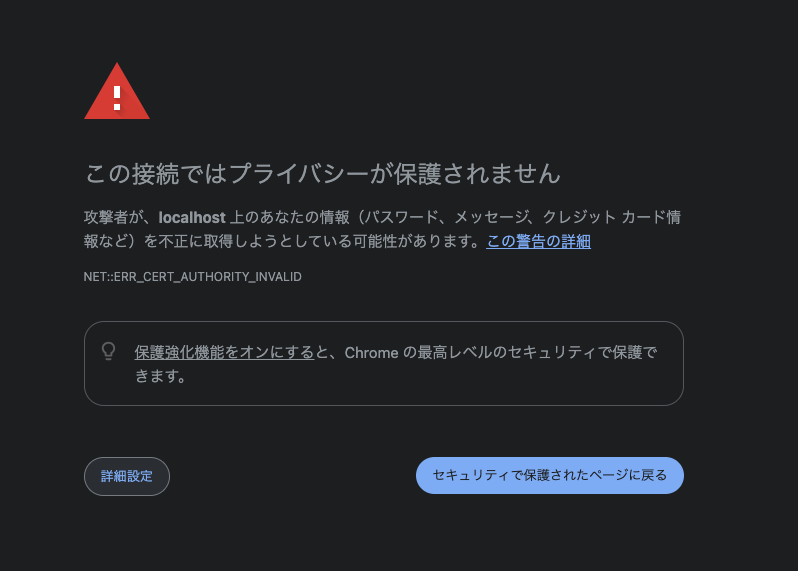 この接続ではプライバシーが保護されません
攻撃者が、localhost 上のあなたの情報（パスワード、メッセージ、クレジット カード情
報など）を不正に取得しようとしている可能性があります。この警告の詳細
NET::ERR_CERT_AUTHORITY_INVALID
保護強化機能をオンにすると、Chrome の最高レベルのセキュリティで保護で
きます。
詳細設定
セキュリティで保護されたページに戻る